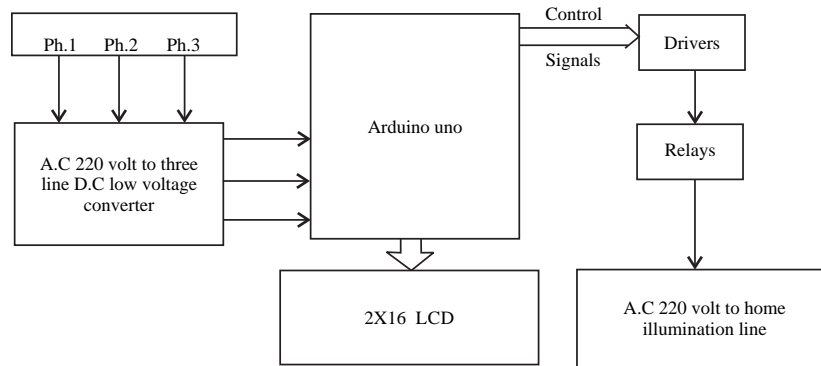 Ph.1 Ph.2 Ph.3
A.C 220 volt to three
line D.C low voltage
converter
Arduino uno
Control
Signals
Drivers
Relays
2X16 LCD
A.C 220 volt to home
illumination line